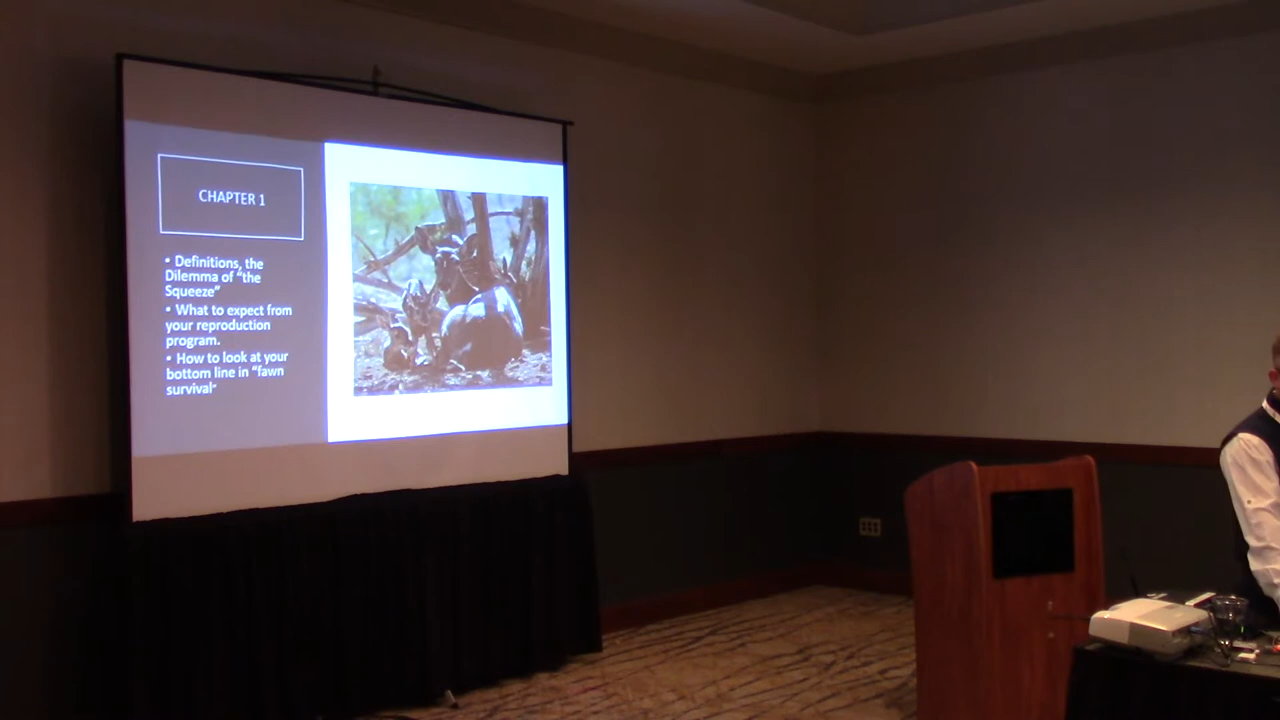 CHAPTER 1
• Definitions, the
Dilemma of "the
Squeeze"
• What to expect from
your reproduction
program.
• How to look at your
bottom line in "fawn
survival"